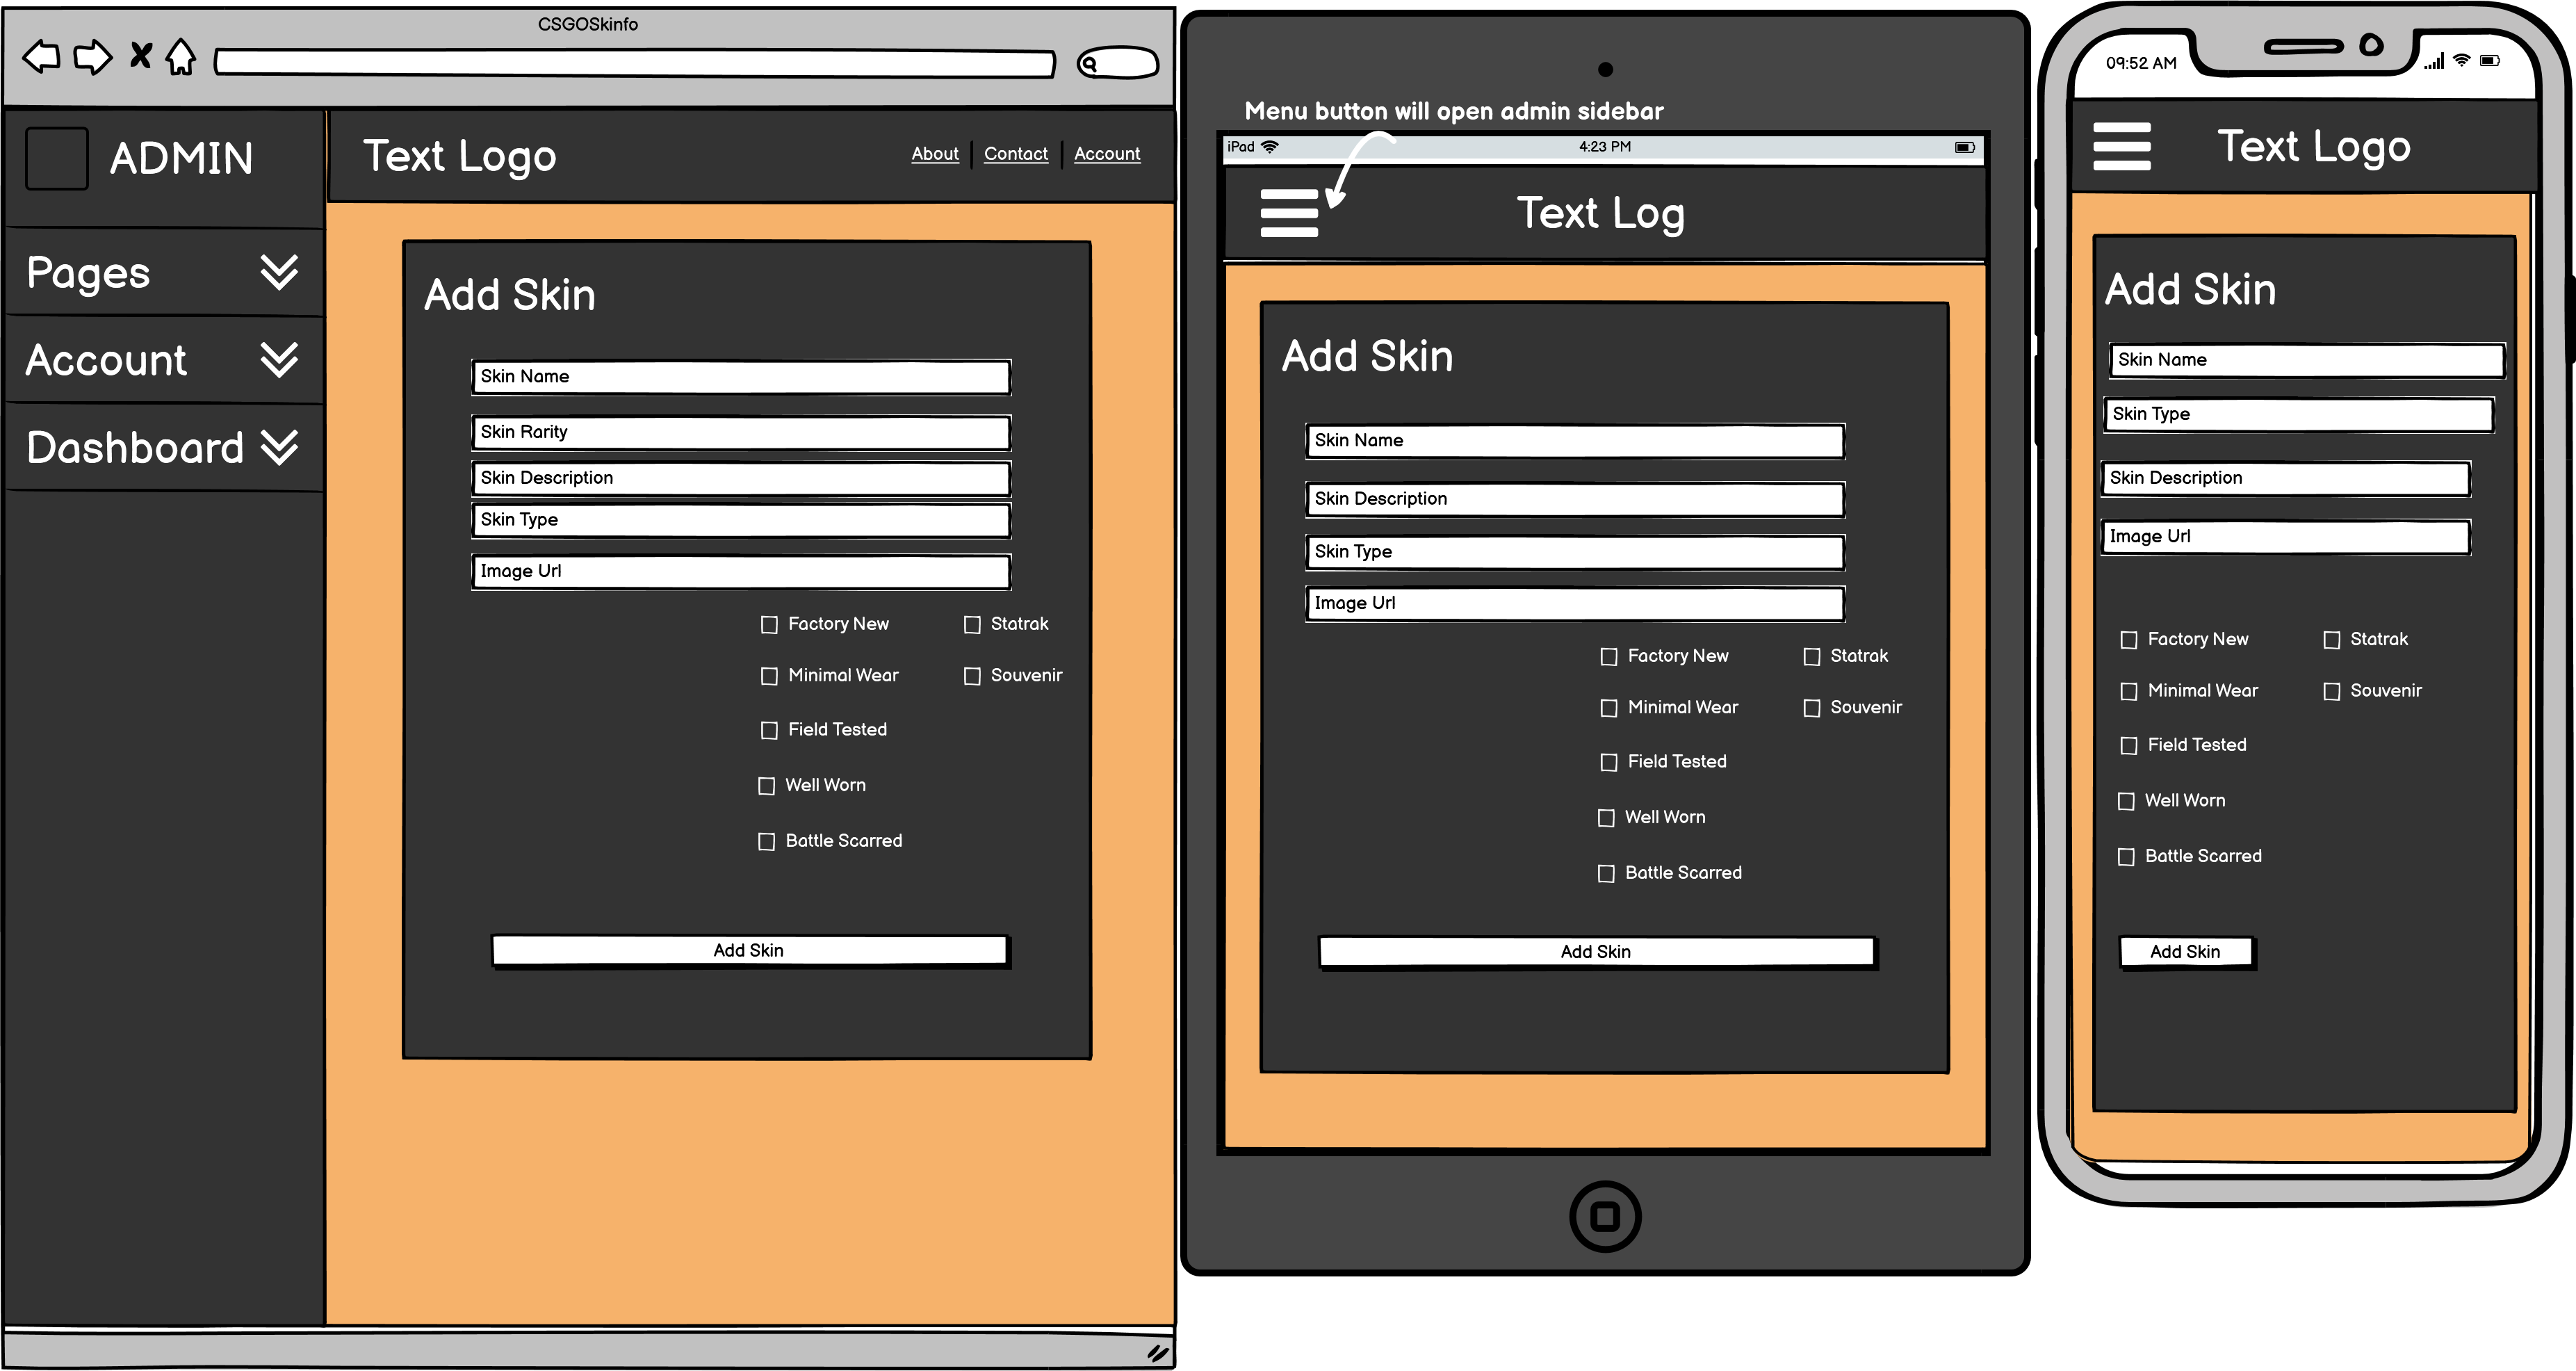 CSGOSkinfo
ADMIN
Pages
Account
Dashboard
Text Logo
About
Contact
Account
Add Skin
Skin Name
Skin Rarity
Skin Description
Skin Type
Image Url
Factory New
Statrak
Minimal Wear
Souvenir
Field Tested
Well Worn
Battle Scarred
Add Skin
Menu button will open admin sidebar
iPad
4:23 PM
Text Log
Add Skin
Skin Name
Skin Description
Skin Type
Image Url
Factory New
Statrak
Minimal Wear
Souvenir
Field Tested
Well Worn
Battle Scarred
Add Skin
09:52 AM
Text Logo
Add Skin
Skin Name
Skin Type
Skin Description
Image Url
Factory New
Statrak
Minimal Wear
Souvenir
Field Tested
Well Worn
Battle Scarred
Add Skin